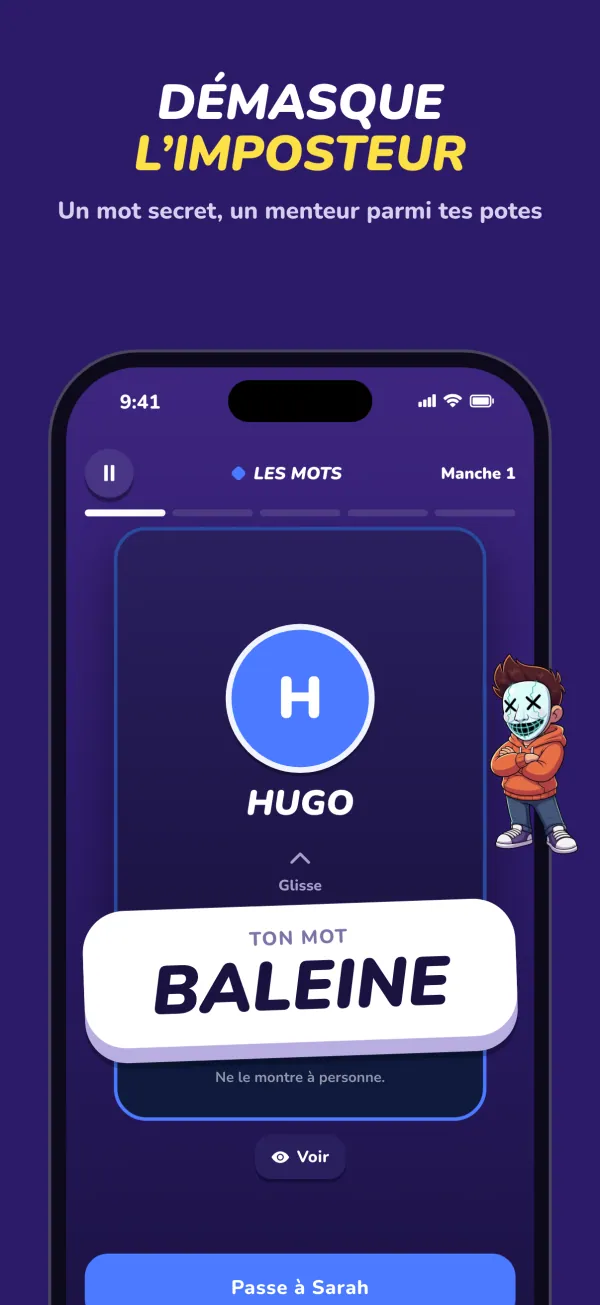 DÉMASQUE
L’IMPOSTEUR
Un mot secret, un menteur parmi tes potes
9:41
LES MOTS
Manche 1
H
HUGO
Glisse
TON MOT
BALEINE
Ne le montre à personne.
Voir
Passe à Sarah